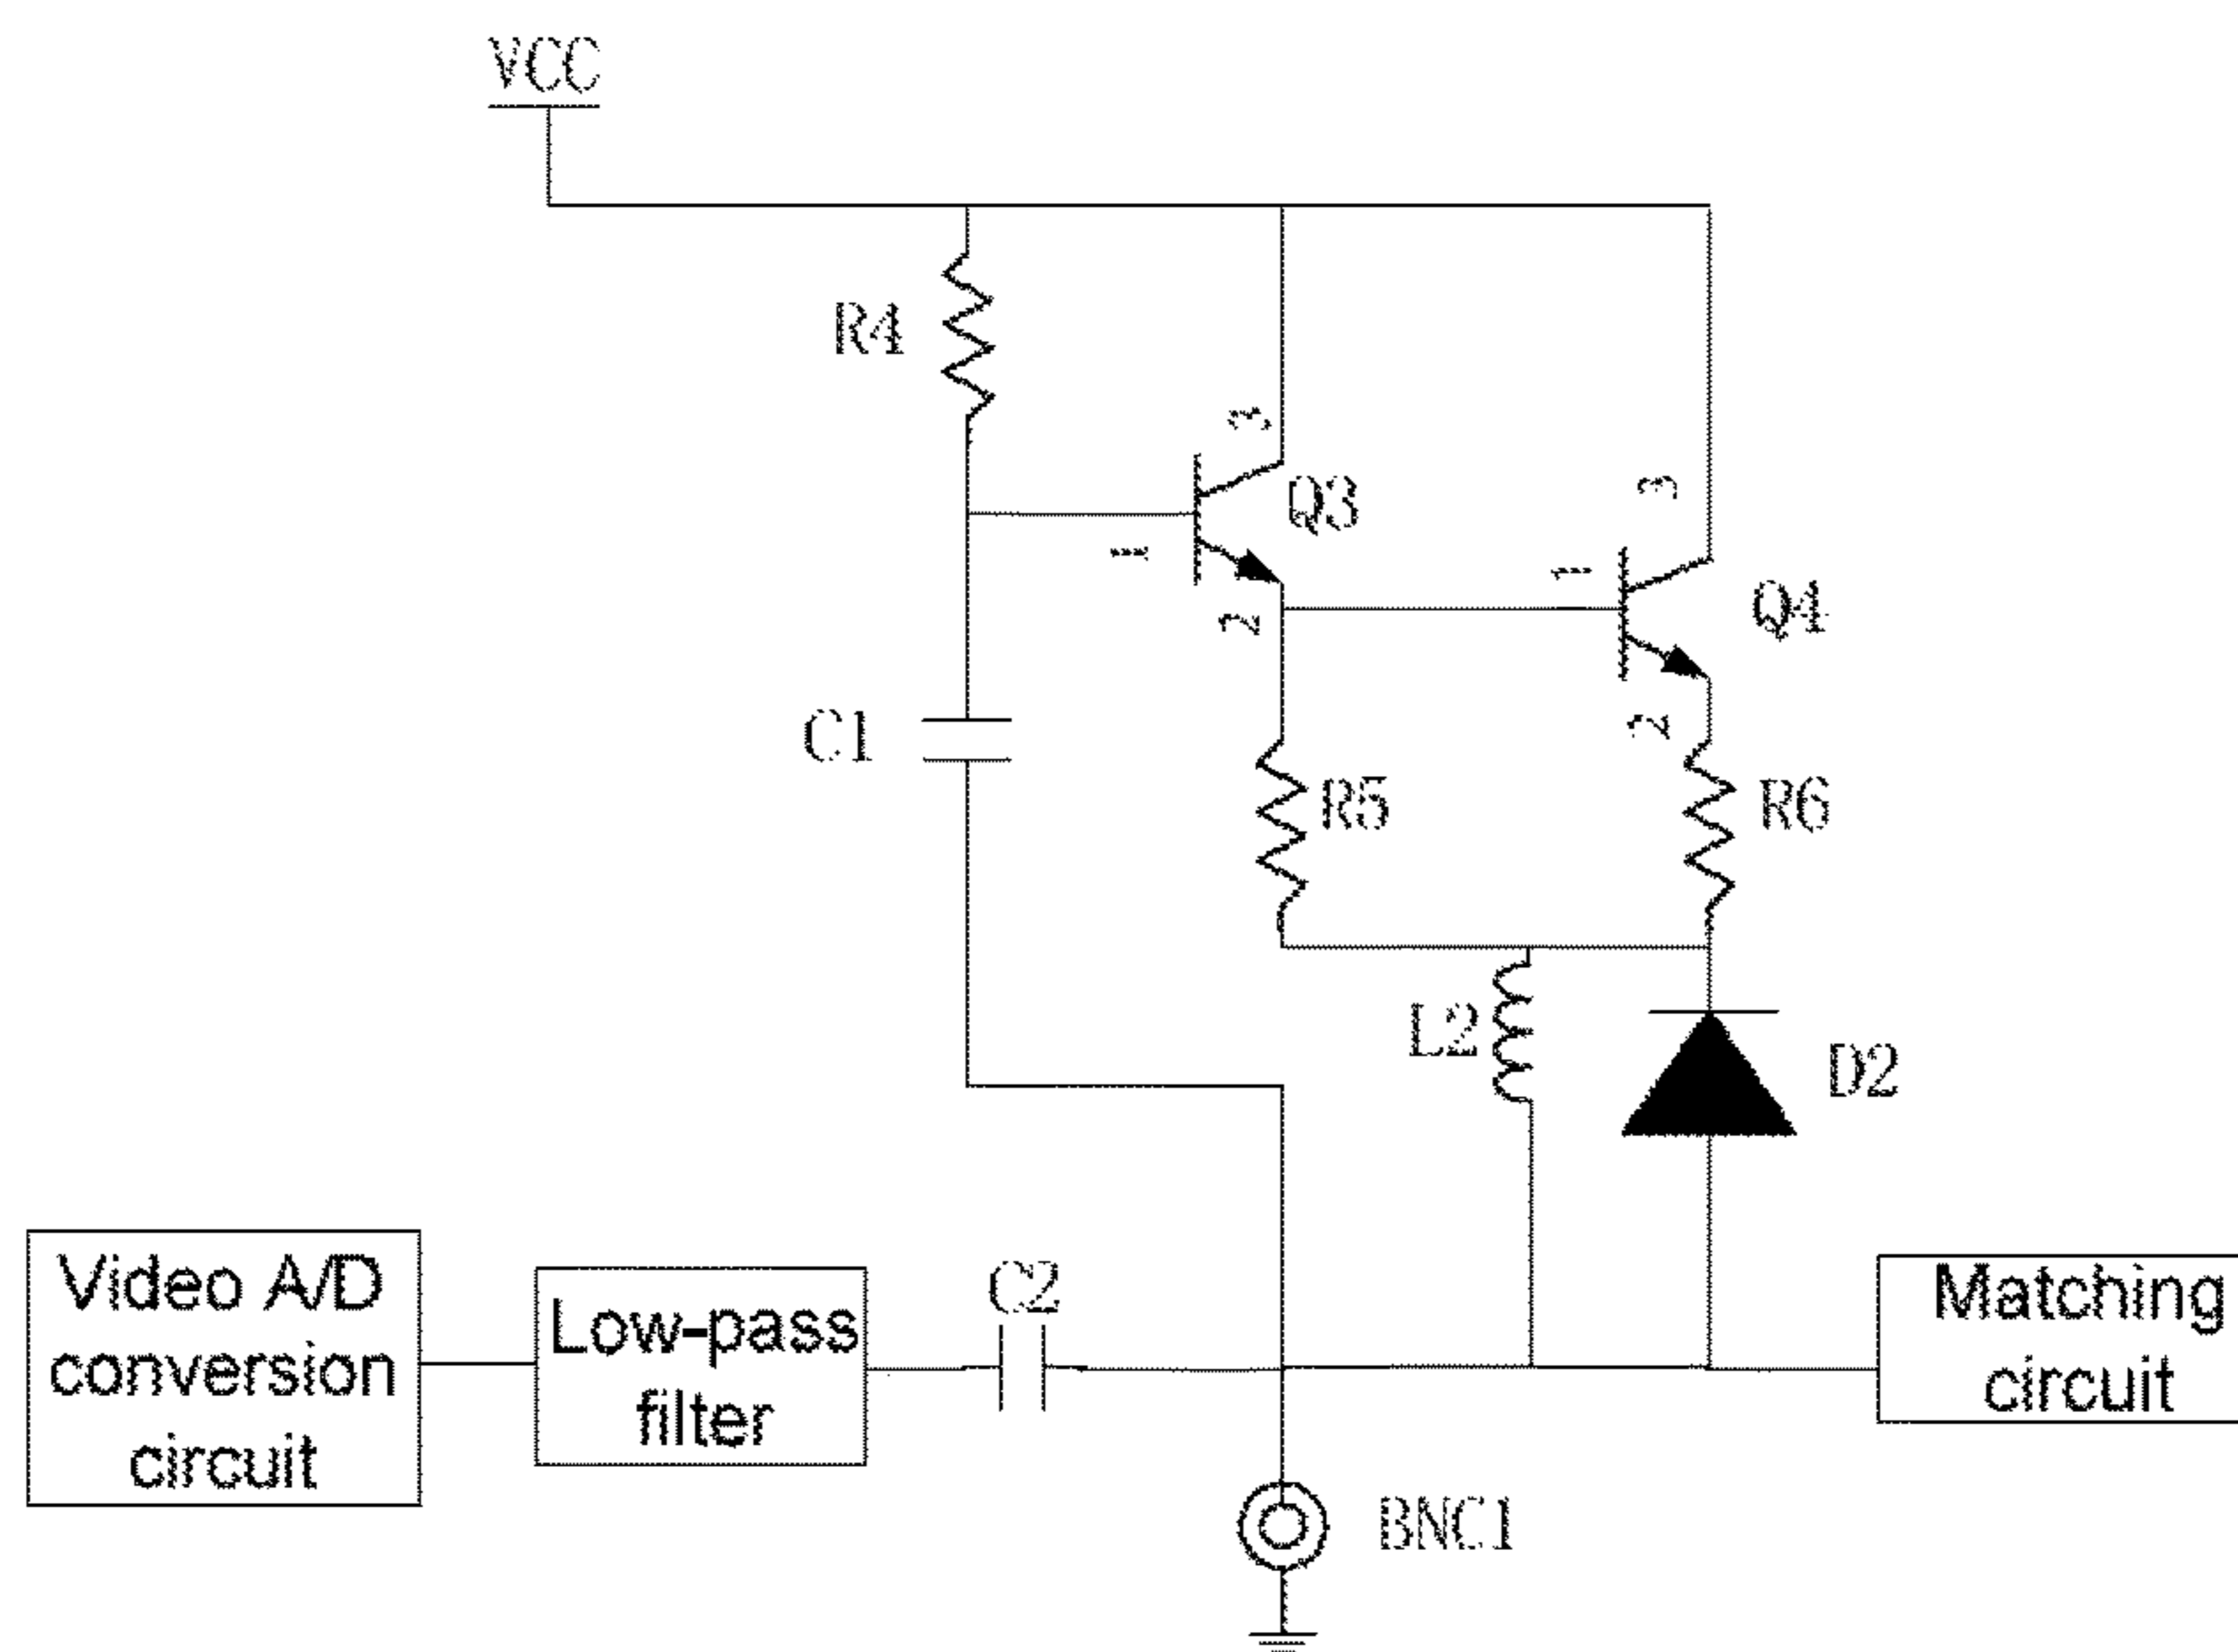 VCC
R4
3
Q3
1
2
3
1
Q4
2
C1
R5
R6
L2
D2
Video A/D
conversion
circuit
Low-pass
filter
C2
Matching
circuit
BNC1